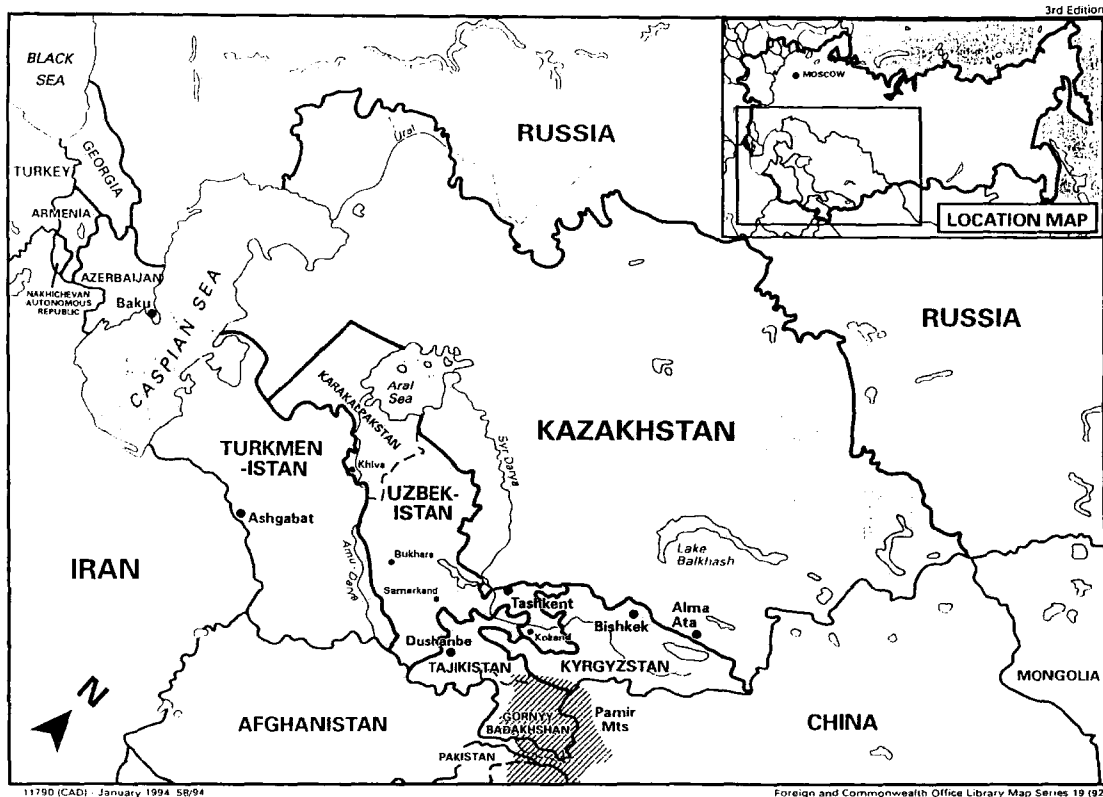 3rd Edition
BLACK
SEA
MOSCOW
LOCATION MAP
RUSSIA
Ural
GEORGIA
TURKEY
ARMENIA
AZERBAIJAN
NAKHICHEVAN
AUTONOMOUS
REPUBLIC
Baku
CASPIAN SEA
RUSSIA
Aral
Sea
KARAKALPAKSTAN
KAZAKHSTAN
Syr Darya
TURKMEN
-ISTAN
Khiva
UZBEK-
ISTAN
Ashgabat
Amu-Darya
Bukhara
Samarkand
Lake
Balkhash
IRAN
Tashkent
Kokand
Bishkek
Alma
Ata
Dushanbe
TAJIKISTAN
KYRGYZSTAN
MONGOLIA
N
AFGHANISTAN
GORNYY
BADAKHSHAN
Pamir
Mts
CHINA
PAKISTAN
11790 (CAD) - January 1994 58/94
Foreign and Commonwealth Office Library Map Series 19 (92